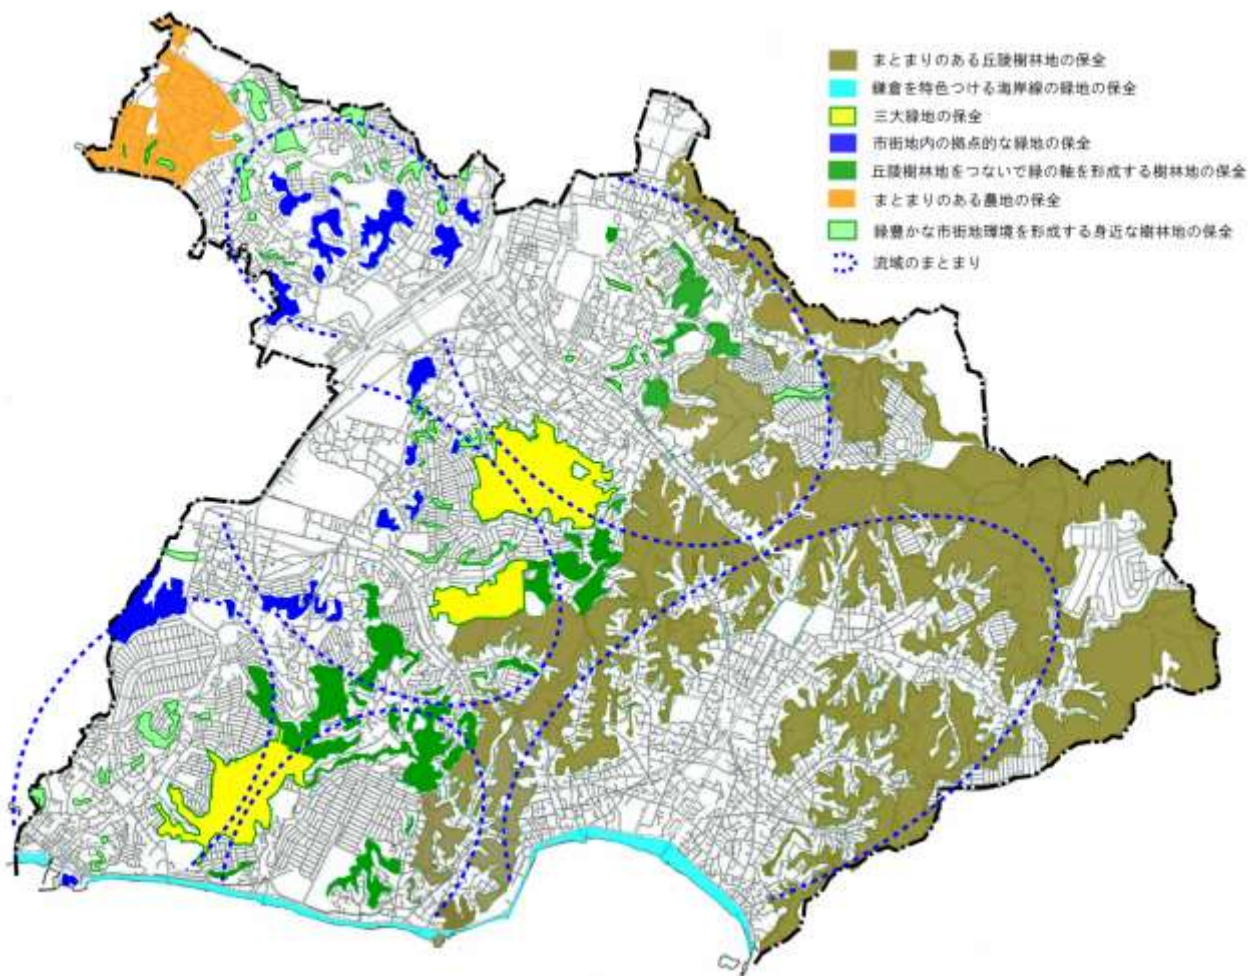 まとまりのある丘陵樹林地の保全
鎌倉を特色つける海岸線の緑地の保全
三大緑地の保全
市街地内の拠点的な緑地の保全
丘陵樹林地をつないで緑の軸を形成する樹林地の保全
まとまりのある農地の保全
緑豊かな市街地環境を形成する身近な樹林地の保全
流域のまとまり